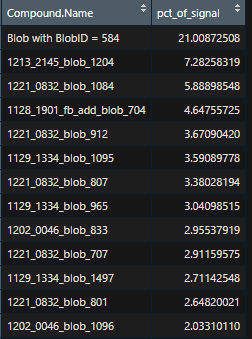 Compound.Name pct_of_signal
Blob with BlobID = 584 21.00872508
1213_2145_blob_1204 7.28258319
1221_0832_blob_1084 5.88898548
1128_1901_fb_add_blob_704 4.64755725
1221_0832_blob_912 3.67090420
1129_1334_blob_1095 3.59089778
1221_0832_blob_807 3.38028194
1129_1334_blob_965 3.04098515
1202_0046_blob_833 2.95537919
1221_0832_blob_707 2.91159575
1129_1334_blob_1497 2.71142548
1221_0832_blob_801 2.64820021
1202_0046_blob_1096 2.03310110